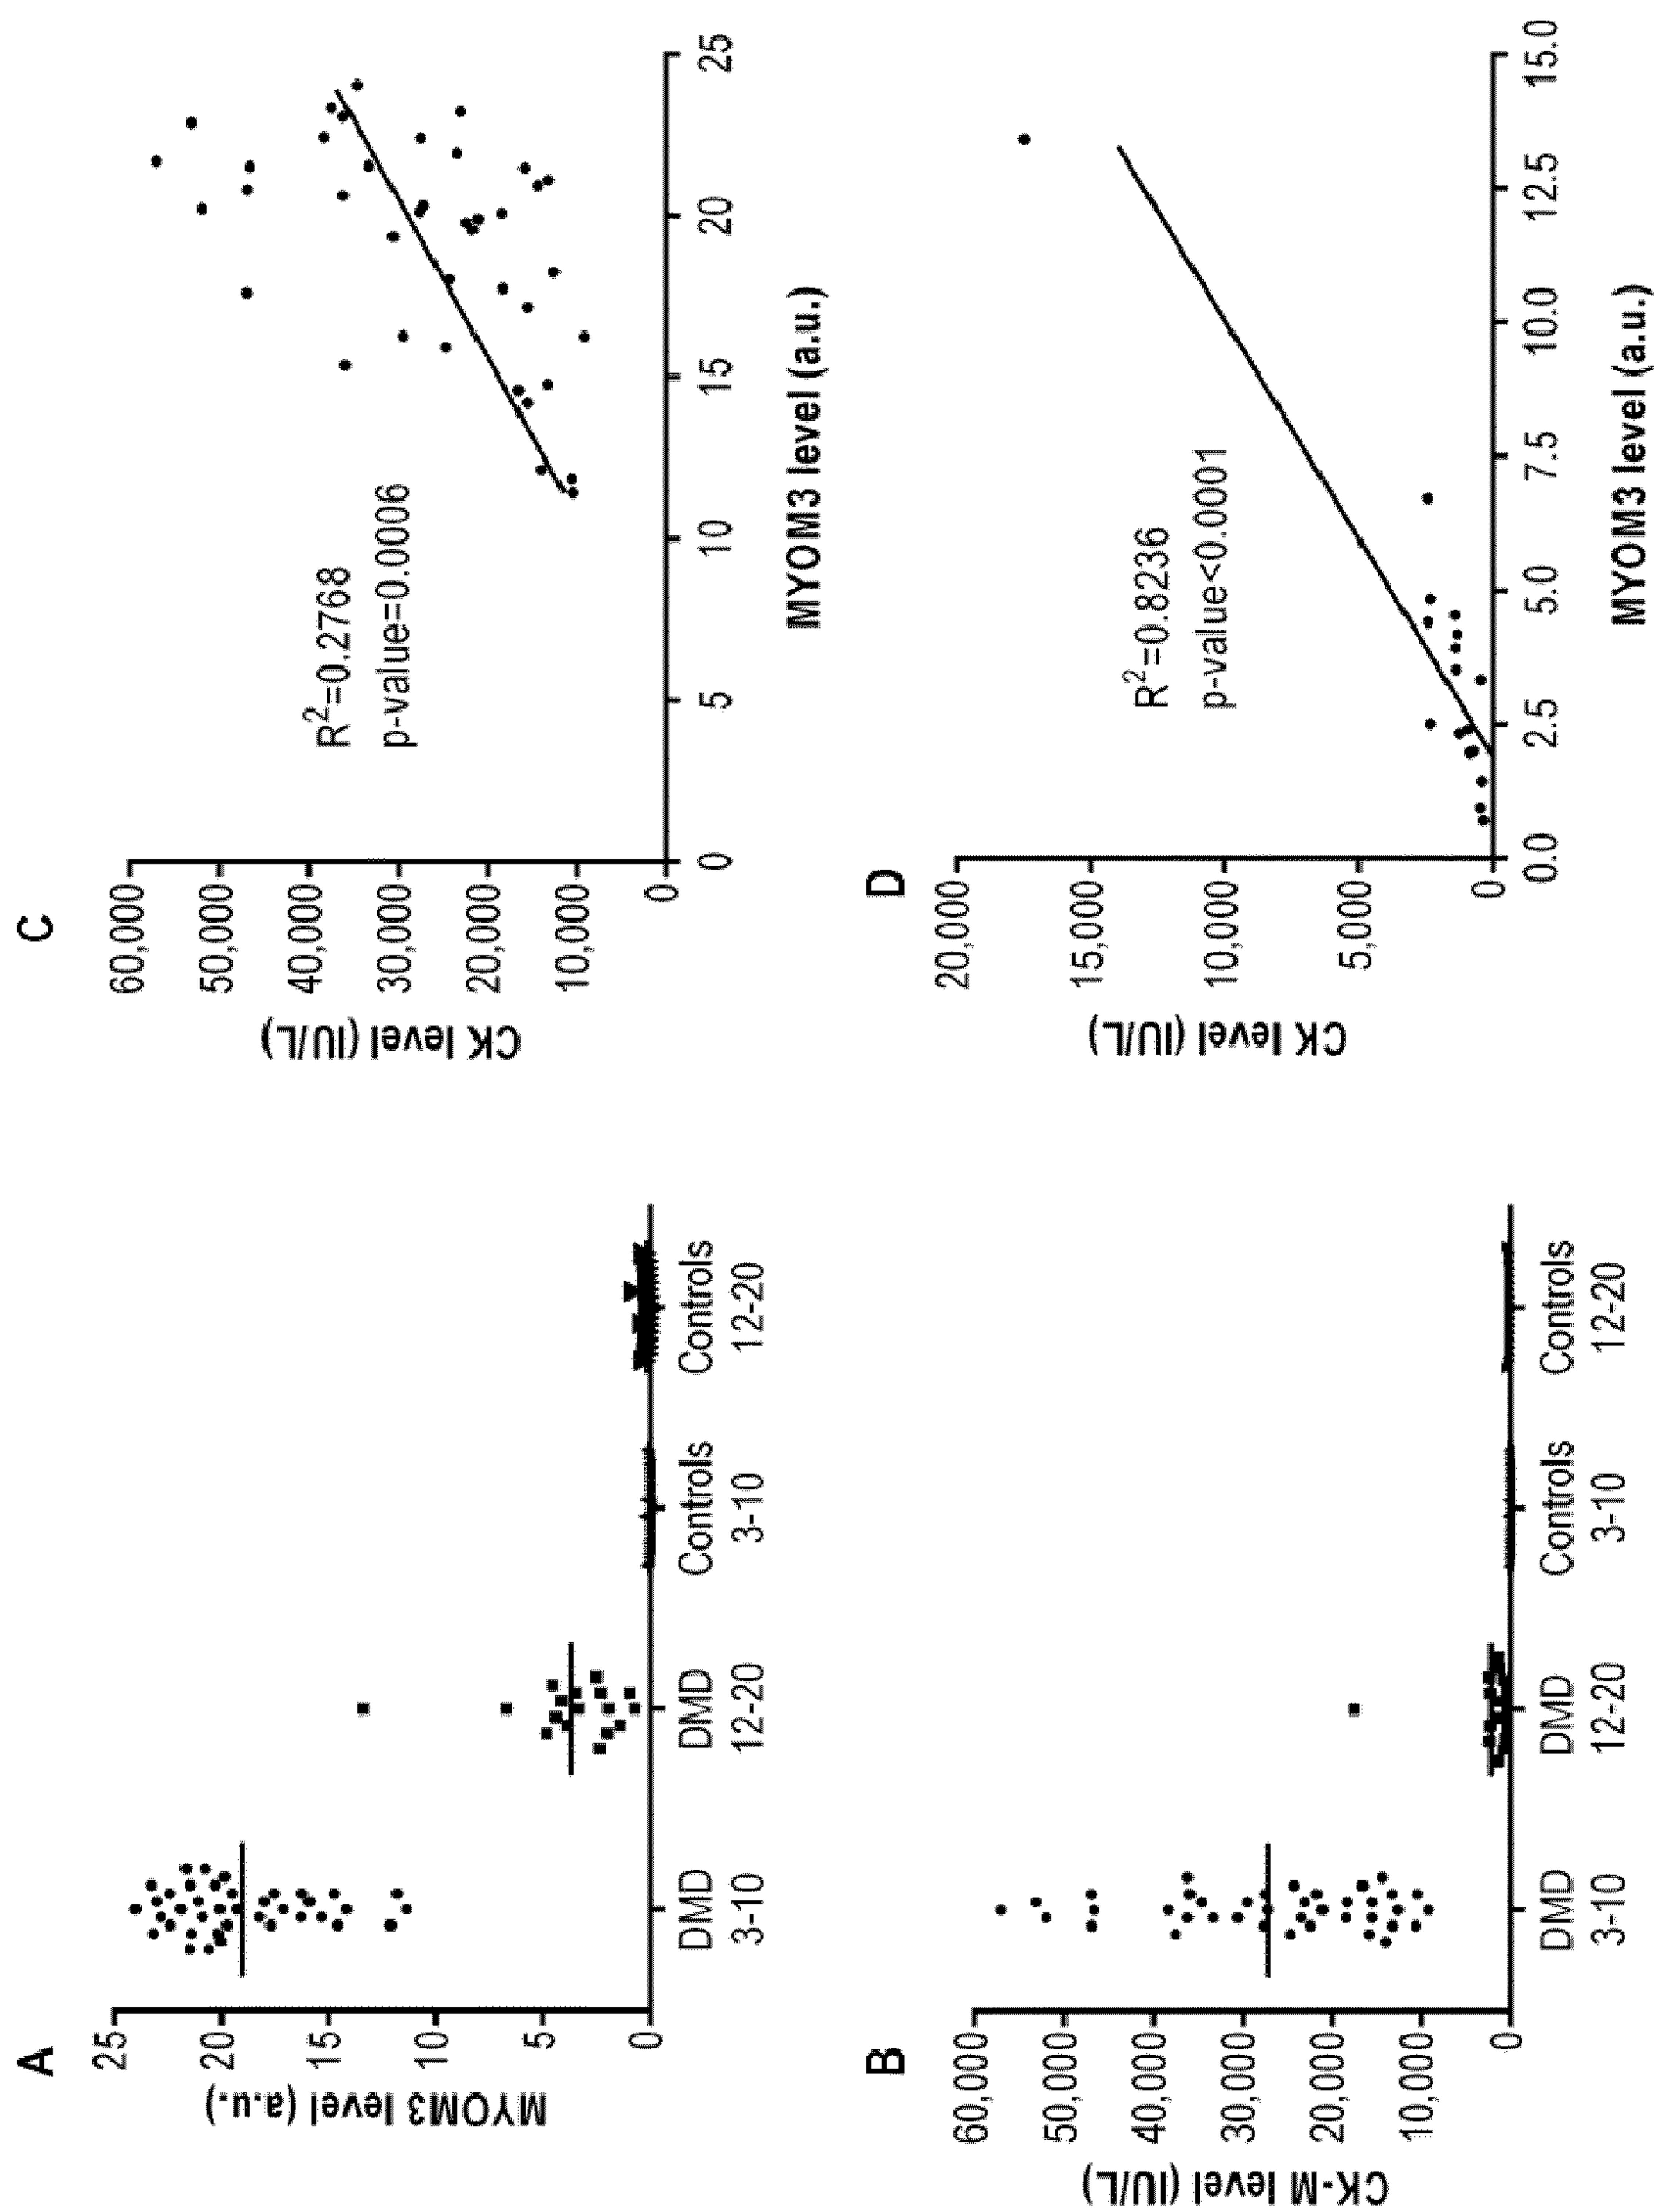 A
MYOM3 level (a.u.)
25
20
15
10
5
0
DMD
3-10
DMD
12-20
Controls
3-10
Controls
12-20
B
CK-M level (IU/L)
60,000
50,000
40,000
30,000
20,000
10,000
0
DMD
3-10
DMD
12-20
Controls
3-10
Controls
12-20
C
CK level (IU/L)
60,000
50,000
40,000
30,000
20,000
10,000
0
R²=0.2768
p-value=0.0006
0 5 10 15 20 25
MYOM3 level (a.u.)
D
CK level (IU/L)
20,000
15,000
10,000
5,000
0
R²=0.8236
p-value<0.0001
0.0 2.5 5.0 7.5 10.0 12.5 15.0
MYOM3 level (a.u.)